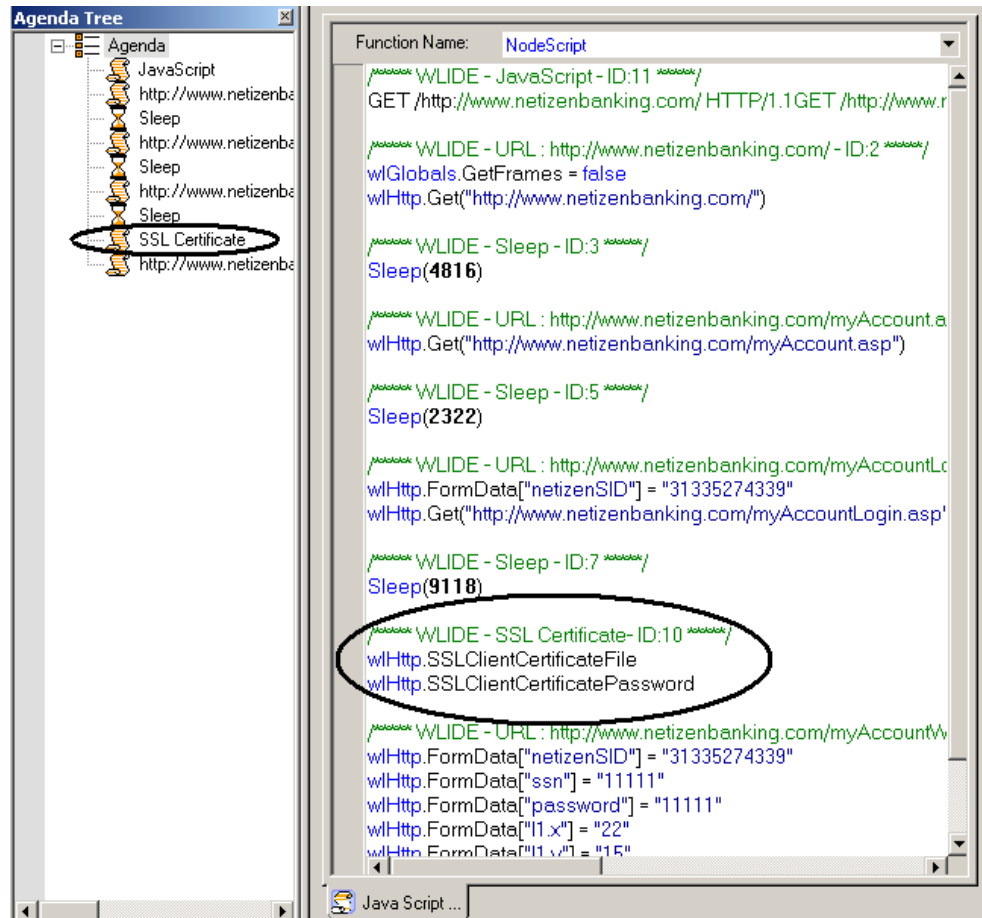 Agenda Tree
Agenda
JavaScript
http://www.netizenba
Sleep
http://www.netizenba
Sleep
http://www.netizenba
Sleep
SSL Certificate
http://www.netizenba
Function Name: NodeScript
/***** WLIDE - JavaScript - ID:11 *****/
GET /http://www.netizenbanking.com/ HTTP/1.1GET /http://www.r
/***** WLIDE - URL : http://www.netizenbanking.com/ - ID:2 *****/
wlGlobals.GetFrames = false
wlHttp.Get("http://www.netizenbanking.com/")
/***** WLIDE - Sleep - ID:3 *****/
Sleep(4816)
/***** WLIDE - URL : http://www.netizenbanking.com/myAccount.a
wlHttp.Get("http://www.netizenbanking.com/myAccount.asp")
/***** WLIDE - Sleep - ID:5 *****/
Sleep(2322)
/***** WLIDE - URL : http://www.netizenbanking.com/myAccountLo
wlHttp.FormData["netizenSID"] = "31335274339"
wlHttp.Get("http://www.netizenbanking.com/myAccountLogin.asp"
/***** WLIDE - Sleep - ID:7 *****/
Sleep(9118)
/***** WLIDE - SSL Certificate- ID:10 *****/
wlHttp.SSLClientCertificateFile
wlHttp.SSLClientCertificatePassword
/***** WLIDE - URL : http://www.netizenbanking.com/myAccountW
wlHttp.FormData["netizenSID"] = "31335274339"
wlHttp.FormData["ssn"] = "11111"
wlHttp.FormData["password"] = "11111"
wlHttp.FormData["l1.x"] = "22"
wlHttp.FormData["l1.y"] = "15"
Java Script ...